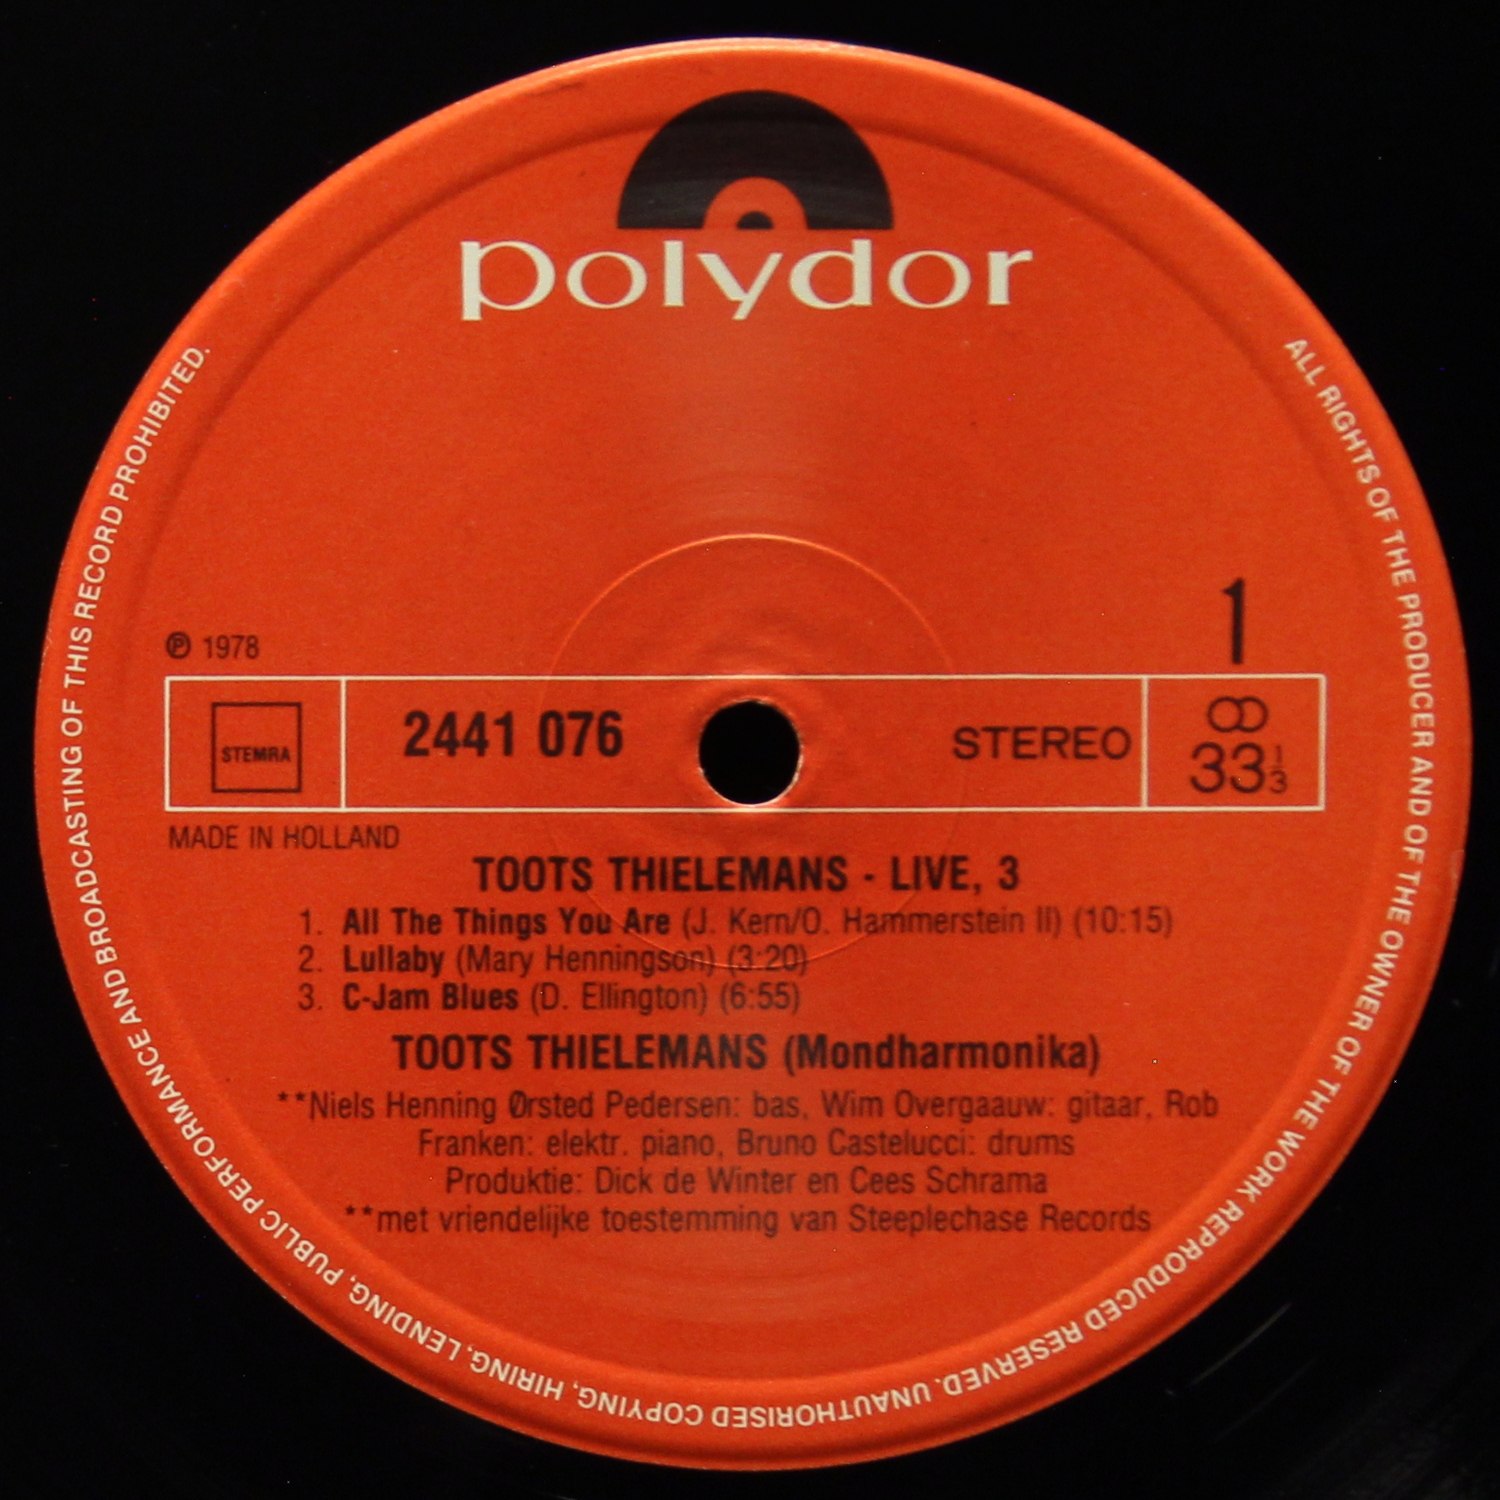 polydor
1
℗ 1978
STEMRA
2441 076
STEREO
33 1/3
MADE IN HOLLAND
TOOTS THIELEMANS - LIVE, 3
1. All The Things You Are (J. Kern/O. Hammerstein II) (10:15)
2. Lullaby (Mary Henningson) (3:20)
3. C-Jam Blues (D. Ellington) (6:55)
TOOTS THIELEMANS (Mondharmonika)
**Niels Henning Ørsted Pedersen: bas, Wim Overgaauw: gitaar, Rob
Franken: elektr. piano, Bruno Castelucci: drums
Produktie: Dick de Winter en Cees Schrama
**met vriendelijke toestemming van Steeplechase Records
ALL RIGHTS OF THE PRODUCER AND OF THE OWNER OF THE WORK REPRODUCED RESERVED. UNAUTHORISED COPYING, HIRING, LENDING, PUBLIC PERFORMANCE AND BROADCASTING OF THIS RECORD PROHIBITED.